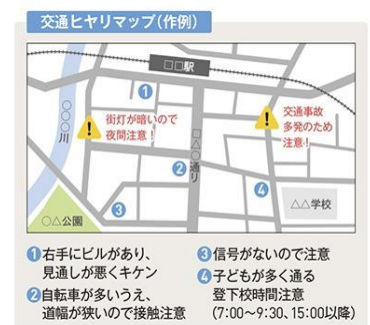 交通ヒヤリマップ(作例)
□□駅
1
街灯が暗いので
夜間注意!
交通事故
多発のため
注意!
○○○川
□△○通り
2
4
3
○△公園
△△学校
1右手にビルがあり、
見通しが悪くキケン
2自転車が多いうえ、
道幅が狭いので接触注意
3信号がないので注意
4子どもが多く通る
登下校時間注意
(7:00〜9:30、15:00以降)